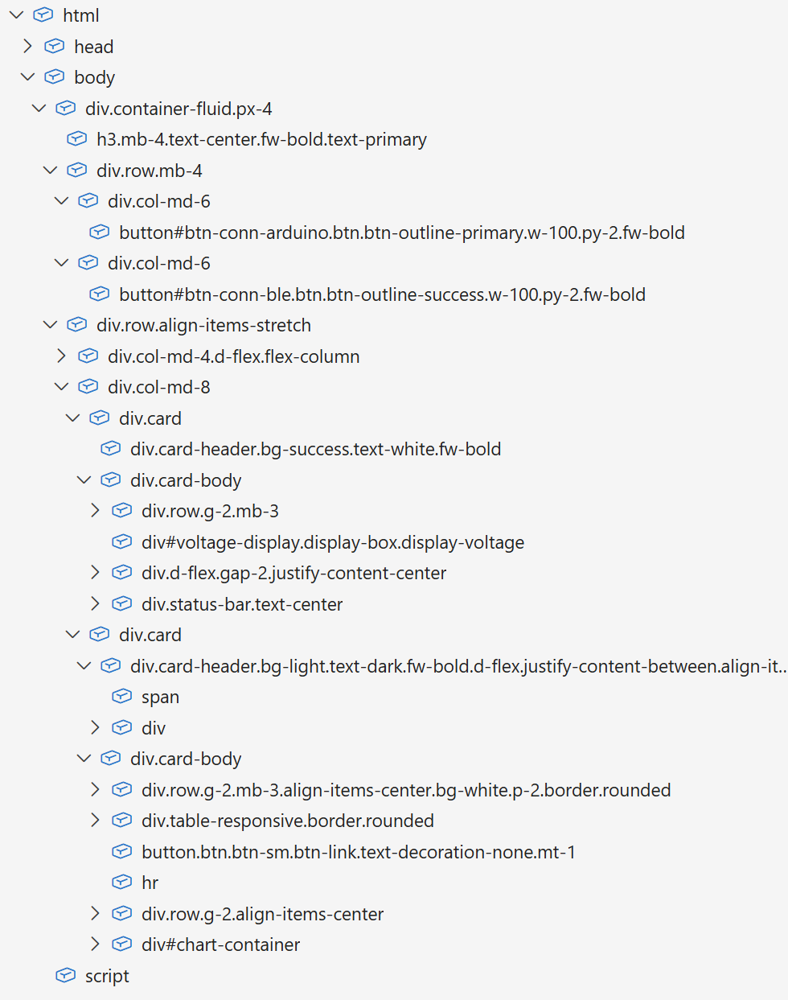 html
head
body
div.container-fluid.px-4
h3.mb-4.text-center.fw-bold.text-primary
div.row.mb-4
div.col-md-6
button#btn-conn-arduino.btn.btn-outline-primary.w-100.py-2.fw-bold
div.col-md-6
button#btn-conn-ble.btn.btn-outline-success.w-100.py-2.fw-bold
div.row.align-items-stretch
div.col-md-4.d-flex.flex-column
div.col-md-8
div.card
div.card-header.bg-success.text-white.fw-bold
div.card-body
div.row.g-2.mb-3
div#voltage-display.display-box.display-voltage
div.d-flex.gap-2.justify-content-center
div.status-bar.text-center
div.card
div.card-header.bg-light.text-dark.fw-bold.d-flex.justify-content-between.align-it...
span
div
div.card-body
div.row.g-2.mb-3.align-items-center.bg-white.p-2.border.rounded
div.table-responsive.border.rounded
button.btn.btn-sm.btn-link.text-decoration-none.mt-1
hr
div.row.g-2.align-items-center
div#chart-container
script